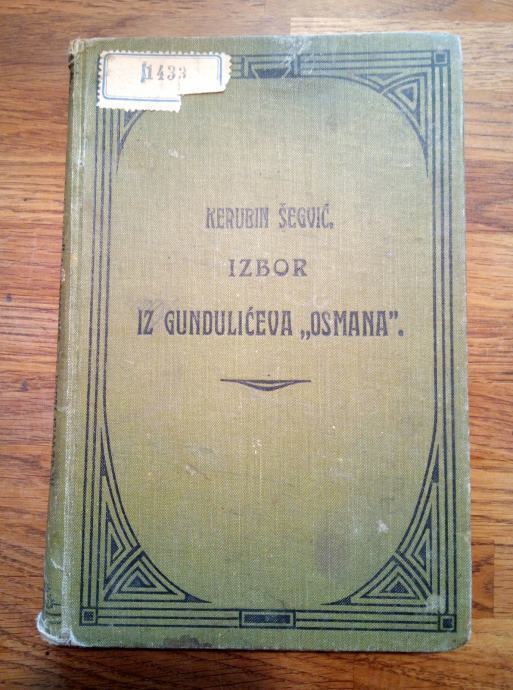 1433
KERUBIN ŠEGVIĆ.
IZBOR
IZ GUNDULIĆEVA „OSMANA”.